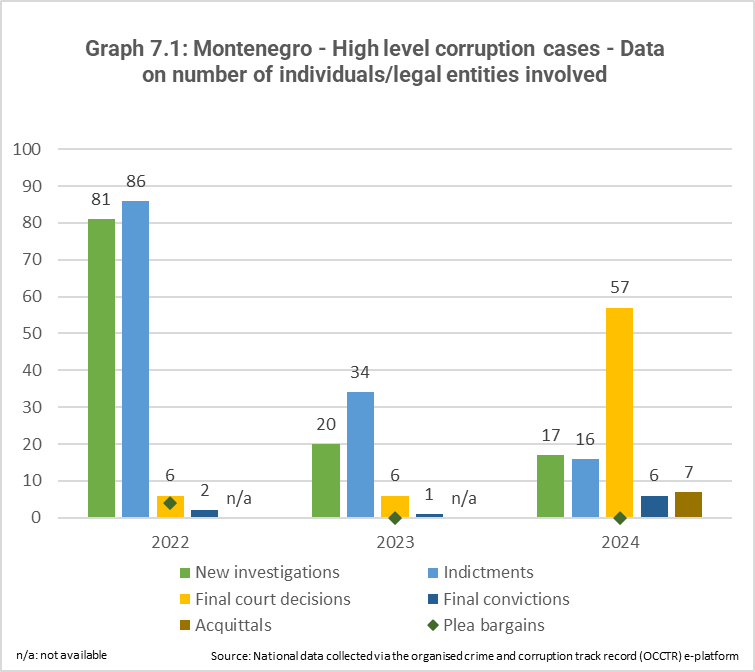 Graph 7.1: Montenegro - High level corruption cases - Data
on number of individuals/legal entities involved
100
90
80
70
60
50
40
30
20
10
0
81
86
6
2
n/a
20
34
6
1
n/a
17
16
57
6
7
2022
2023
2024
New investigations
Indictments
Final court decisions
Final convictions
Acquittals
Plea bargains
n/a: not available
Source: National data collected via the organised crime and corruption track record (OCCTR) e-platform